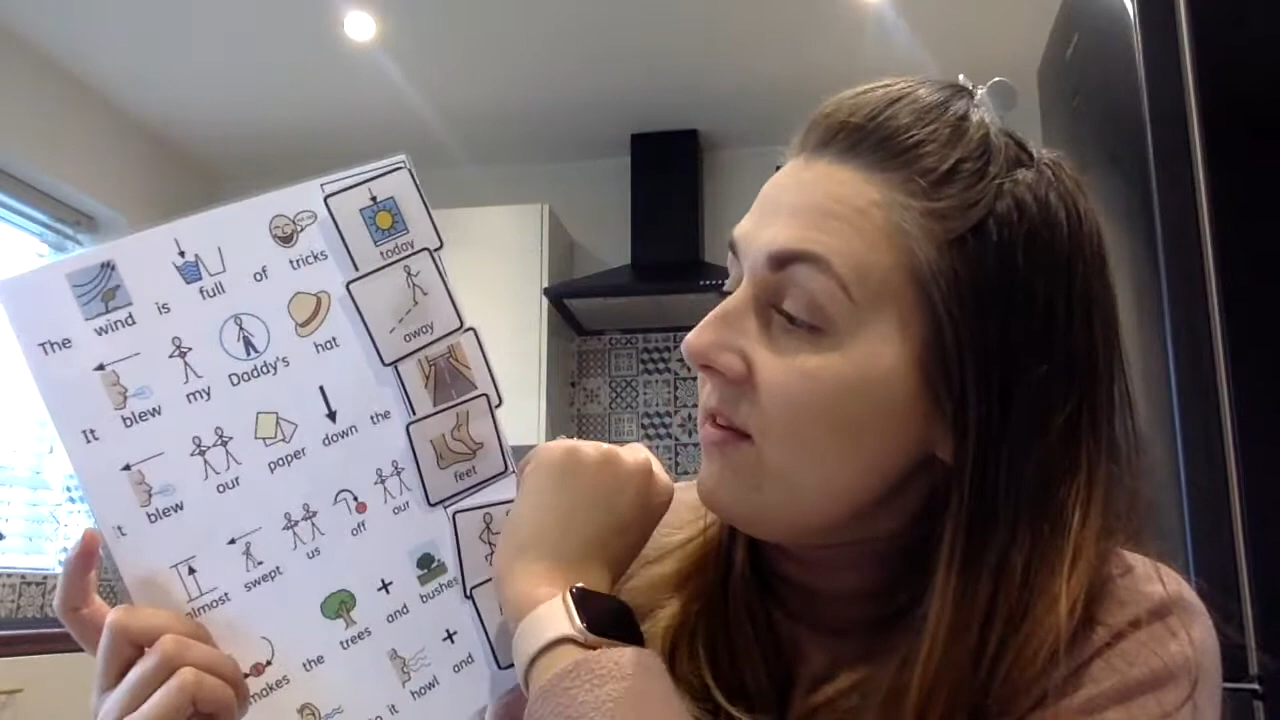 The wind is full of tricks today
It blew my Daddy's hat away
it blew our paper down the
almost swept us off our feet
makes the trees and bushes
it howl and